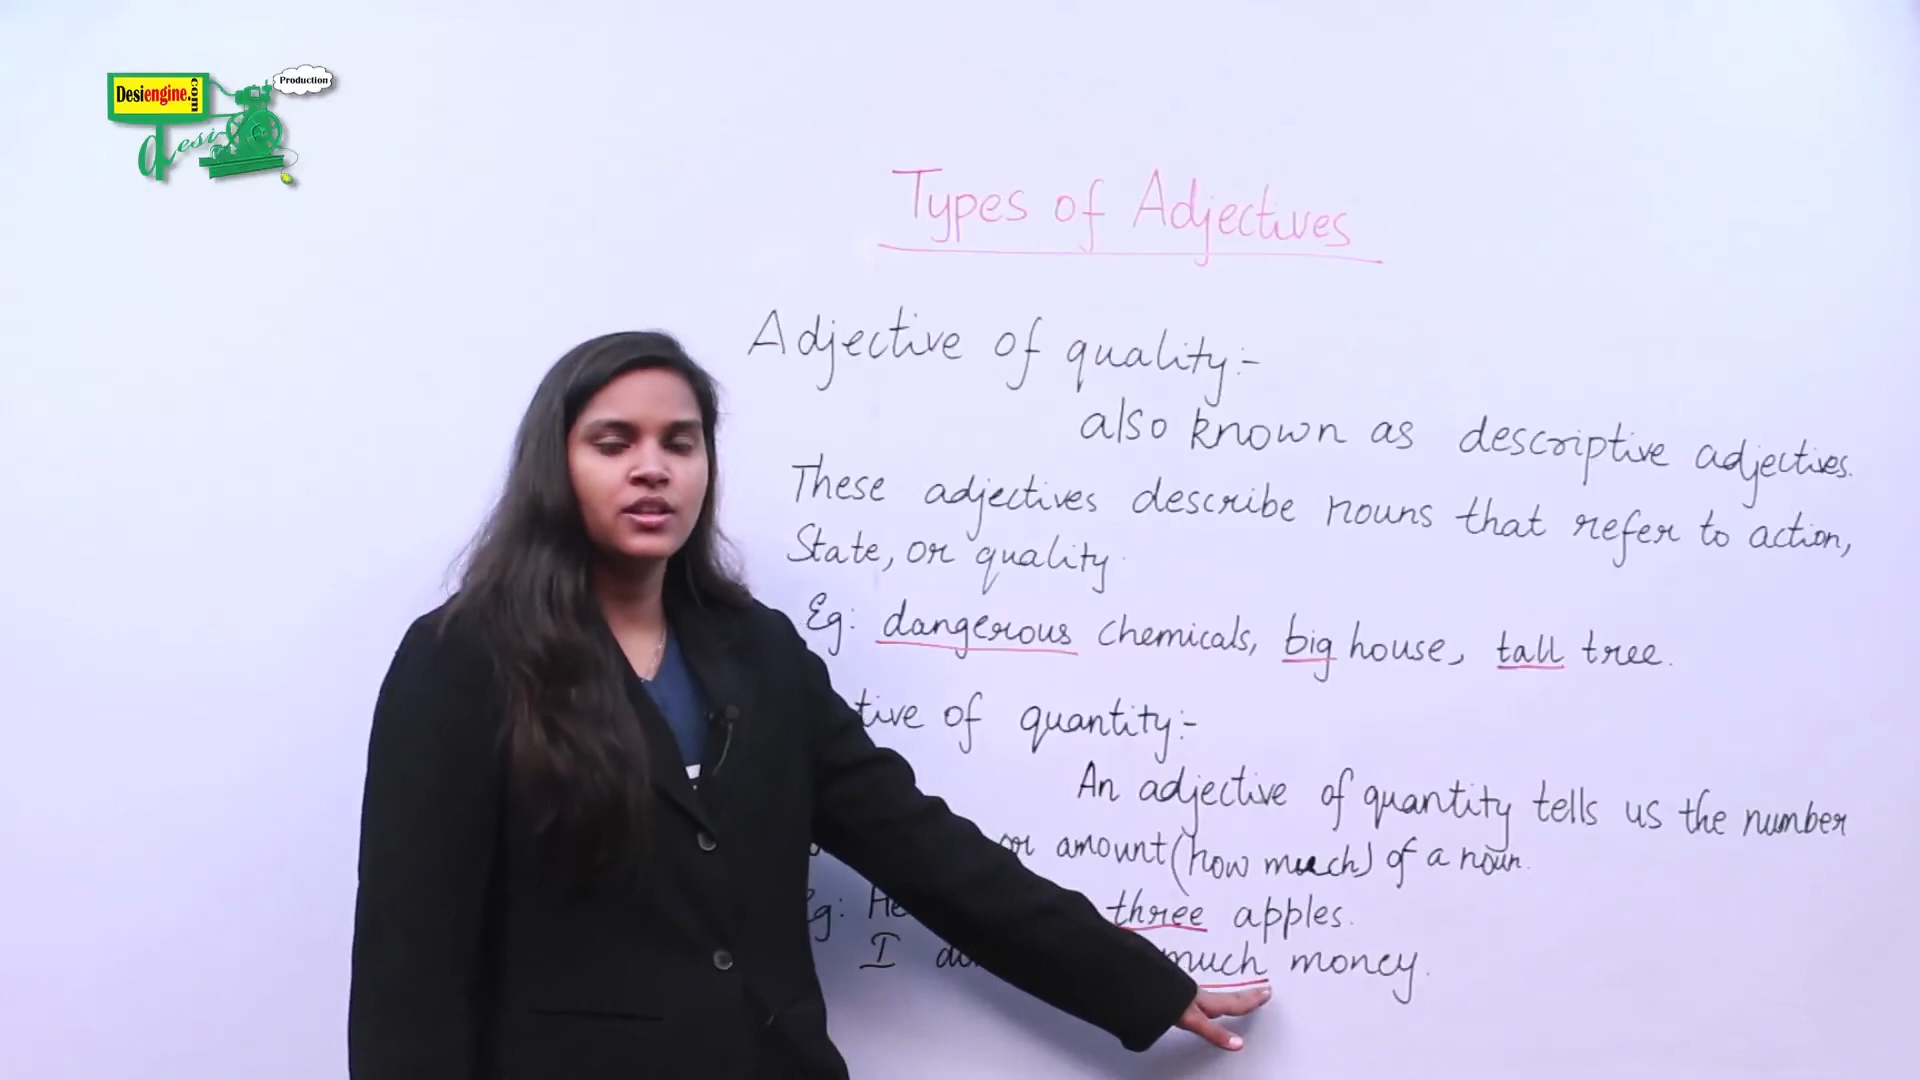 Desiengine.com
Production
desi
Types of Adjectives
Adjective of quality:-
also known as descriptive adjectives.
These adjectives describe nouns that refer to action,
State, or quality.
Eg: dangerous chemicals, big house, tall tree.
tive of quantity:-
An adjective of quantity tells us the number
or amount (how much) of a noun.
Eg: He three apples.
I much money.